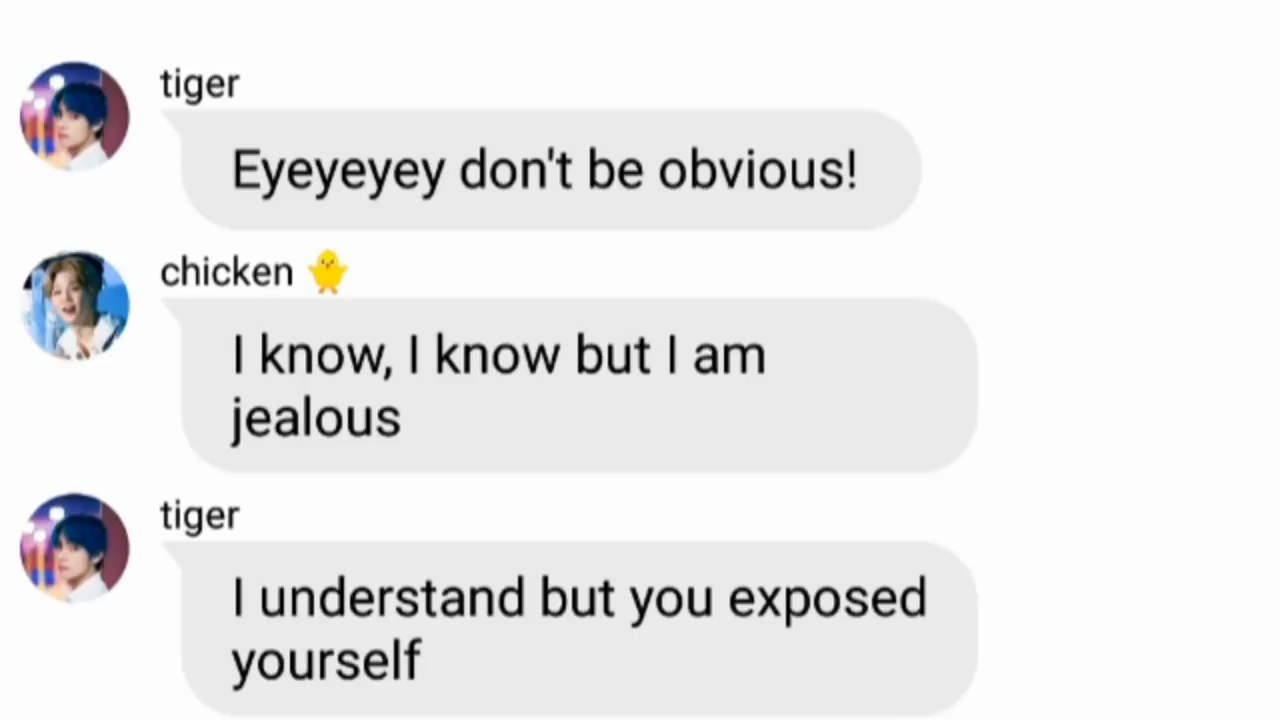 tiger
Eyeyeyey don't be obvious!
chicken 🐥
I know, I know but I am
jealous
tiger
I understand but you exposed
yourself